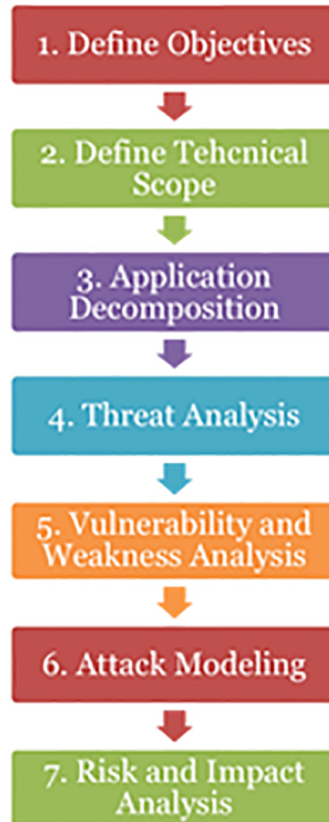 1. Define Objectives
2. Define Tehcnical
Scope
3. Application
Decomposition
4. Threat Analysis
5. Vulnerability and
Weakness Analysis
6. Attack Modeling
7. Risk and Impact
Analysis